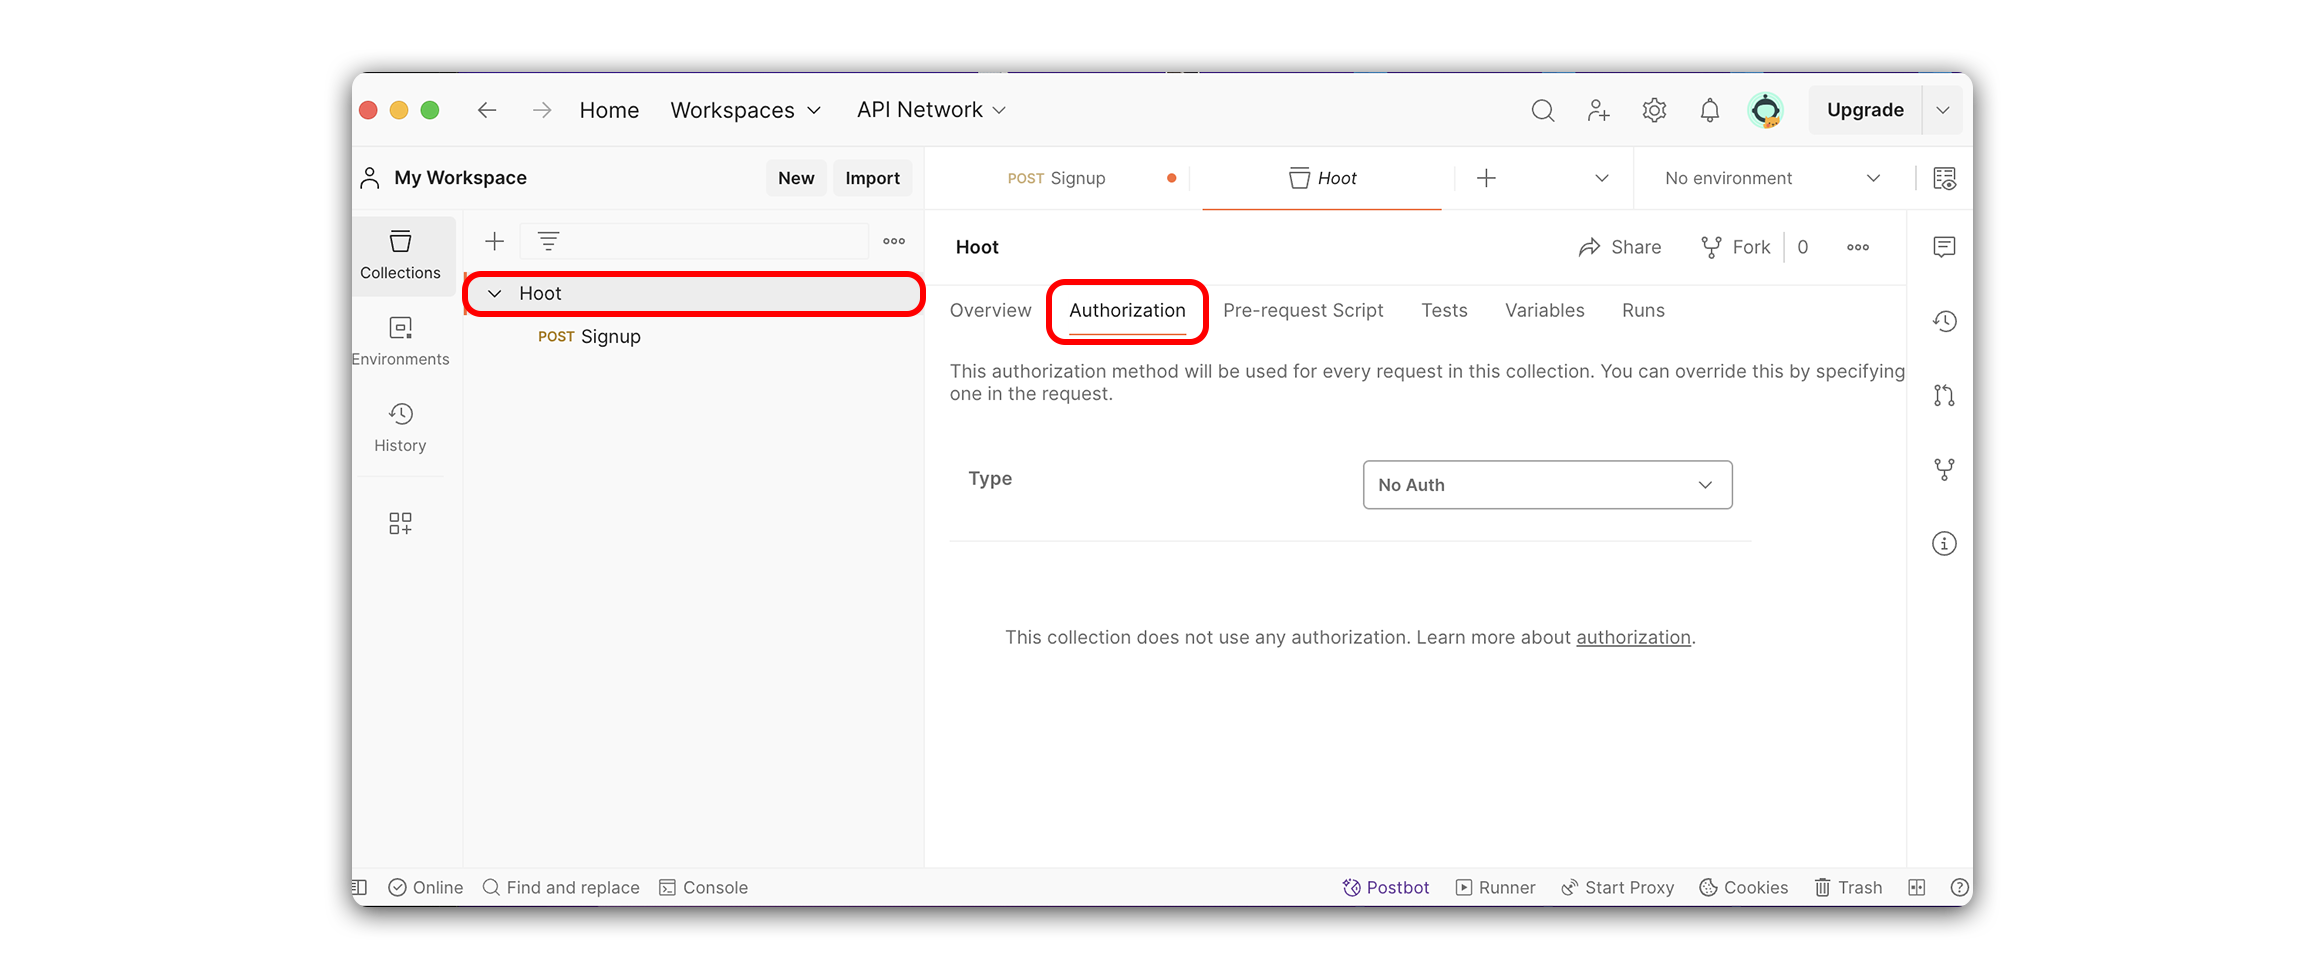 Home Workspaces API Network Upgrade
My Workspace New Import POST Signup Hoot No environment
Collections
Environments
History
Hoot
POST Signup
Hoot Share Fork 0
Overview Authorization Pre-request Script Tests Variables Runs
This authorization method will be used for every request in this collection. You can override this by specifying
one in the request.
Type No Auth
This collection does not use any authorization. Learn more about authorization.
Online Find and replace Console Postbot Runner Start Proxy Cookies Trash